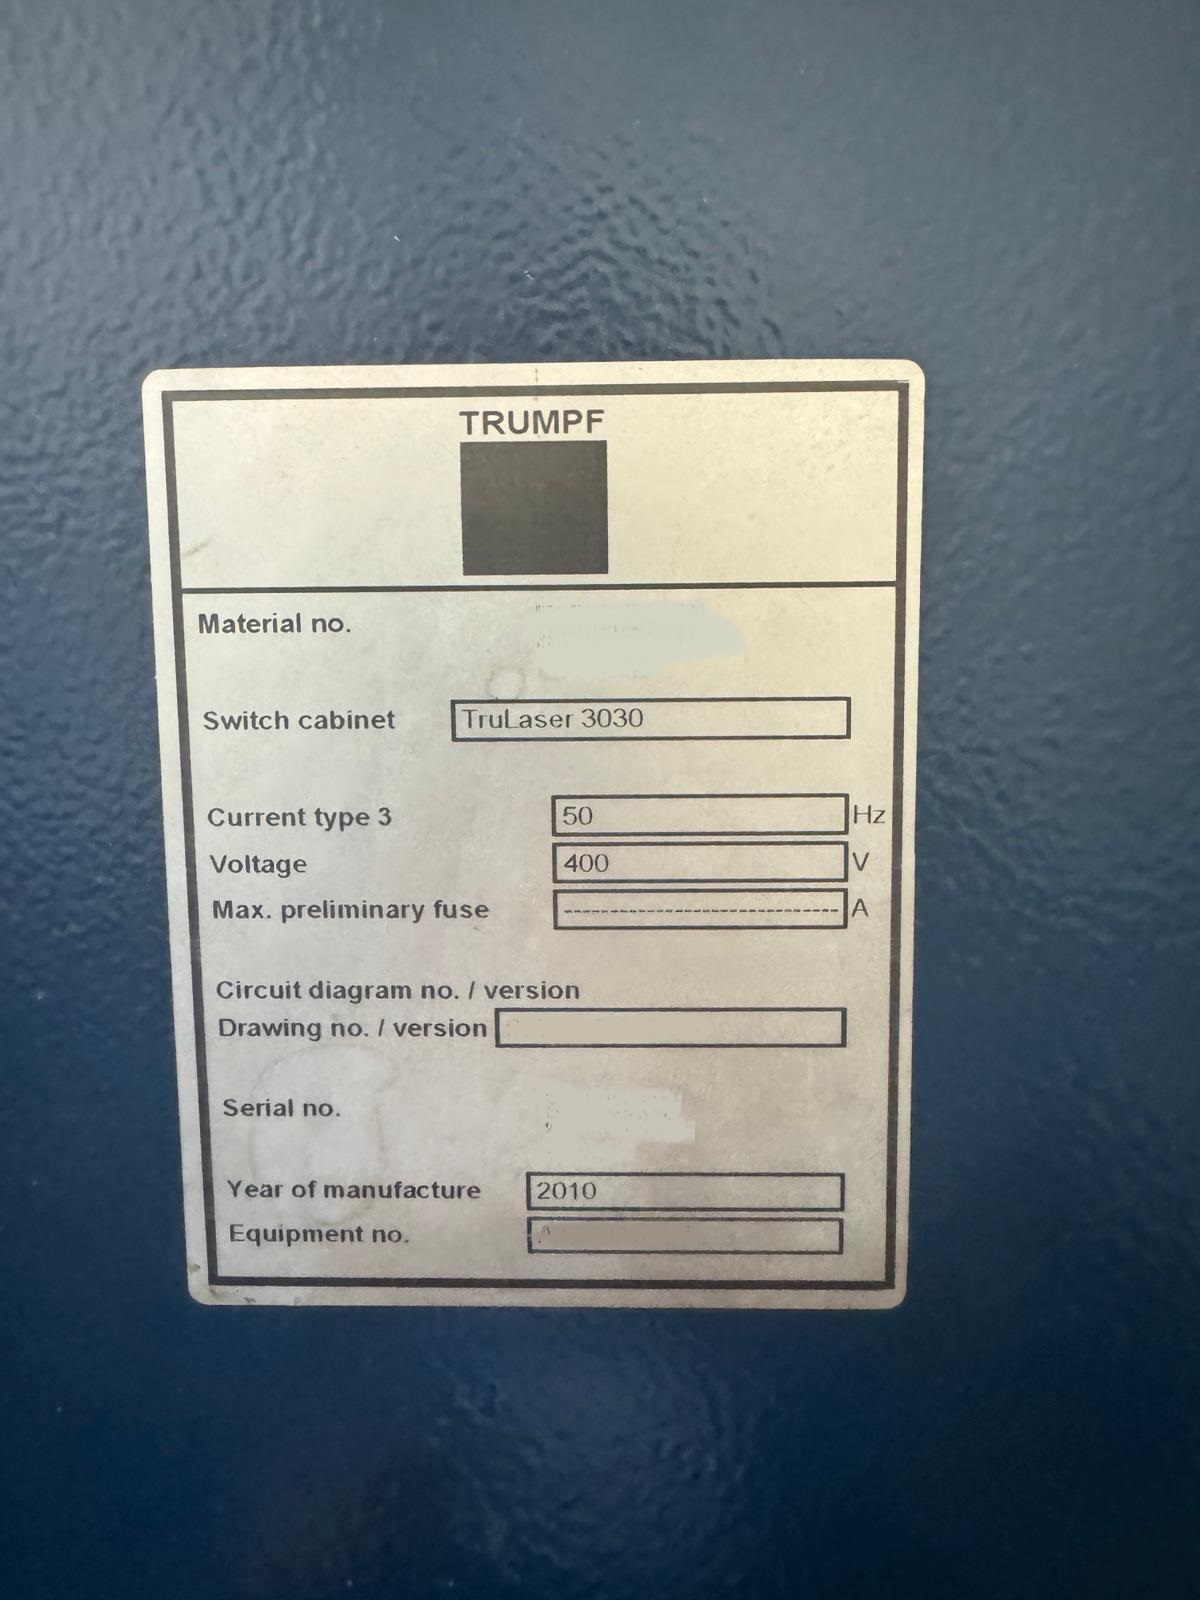 TRUMPF
Material no.
Switch cabinet TruLaser 3030
Current type 3 50 Hz
Voltage 400 V
Max. preliminary fuse ------------------------------ A
Circuit diagram no. / version
Drawing no. / version
Serial no.
Year of manufacture 2010
Equipment no.